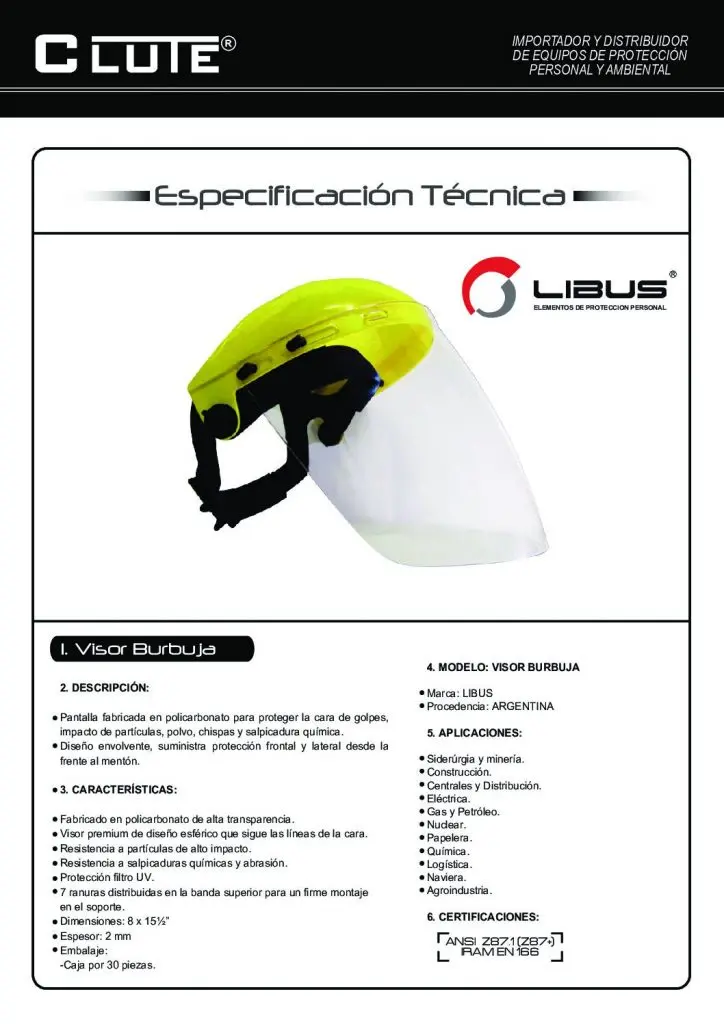 CLUTE®
IMPORTADOR Y DISTRIBUIDOR
DE EQUIPOS DE PROTECCIÓN
PERSONAL Y AMBIENTAL
Especificación Técnica
LIBUS®
ELEMENTOS DE PROTECCION PERSONAL
1. Visor Burbuja
2. DESCRIPCIÓN:
● Pantalla fabricada en policarbonato para proteger la cara de golpes,
impacto de partículas, polvo, chispas y salpicadura química.
● Diseño envolvente, suministra protección frontal y lateral desde la
frente al mentón.
● 3. CARACTERÍSTICAS:
● Fabricado en policarbonato de alta transparencia.
● Visor premium de diseño esférico que sigue las líneas de la cara.
● Resistencia a partículas de alto impacto.
● Resistencia a salpicaduras químicas y abrasión.
● Protección filtro UV.
● 7 ranuras distribuidas en la banda superior para un firme montaje
en el soporte.
● Dimensiones: 8 x 15½"
● Espesor: 2 mm
● Embalaje:
-Caja por 30 piezas.
4. MODELO: VISOR BURBUJA
● Marca: LIBUS
● Procedencia: ARGENTINA
5. APLICACIONES:
● Siderúrgia y minería.
● Construcción.
● Centrales y Distribución.
● Eléctrica.
● Gas y Petróleo.
● Nuclear.
● Papelera.
● Química.
● Logística.
● Naviera.
● Agroindustria.
6. CERTIFICACIONES:
ANSI Z87.1 (Z87+)
IRAM EN 166